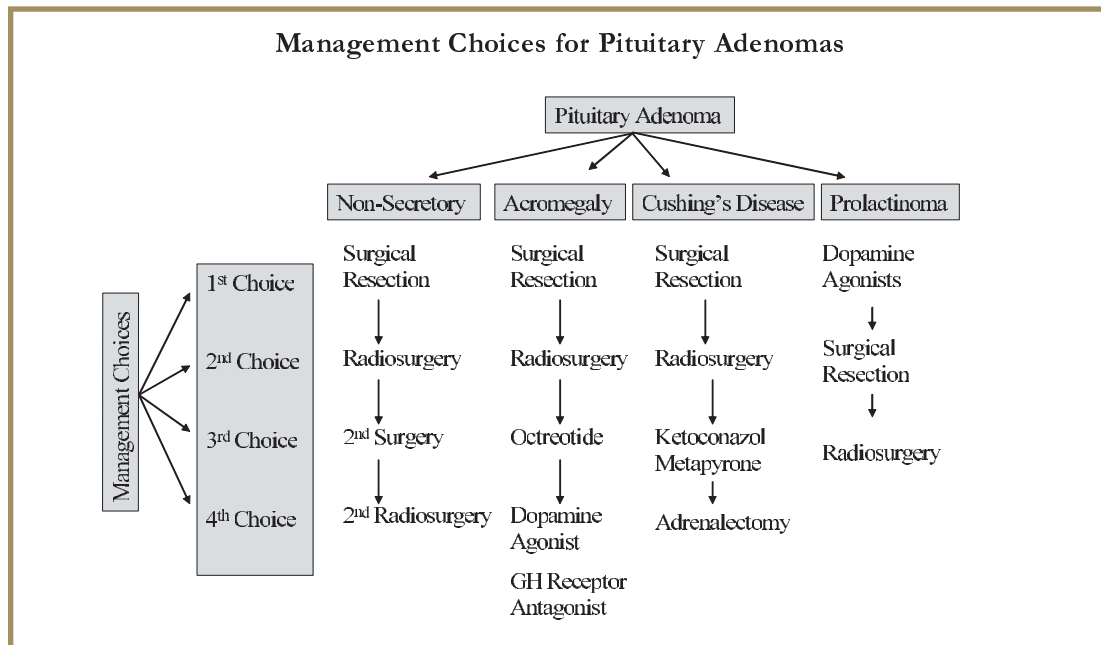 Management Choices for Pituitary Adenomas
Pituitary Adenoma
Non-Secretory
Acromegaly
Cushing's Disease
Prolactinoma
Management Choices
1st Choice
2nd Choice
3rd Choice
4th Choice
Surgical
Resection
Radiosurgery
2nd Surgery
2nd Radiosurgery
Surgical
Resection
Radiosurgery
Octreotide
Dopamine
Agonist
GH Receptor
Antagonist
Surgical
Resection
Radiosurgery
Ketoconazol
Metapyrone
Adrenalectomy
Dopamine
Agonists
Surgical
Resection
Radiosurgery